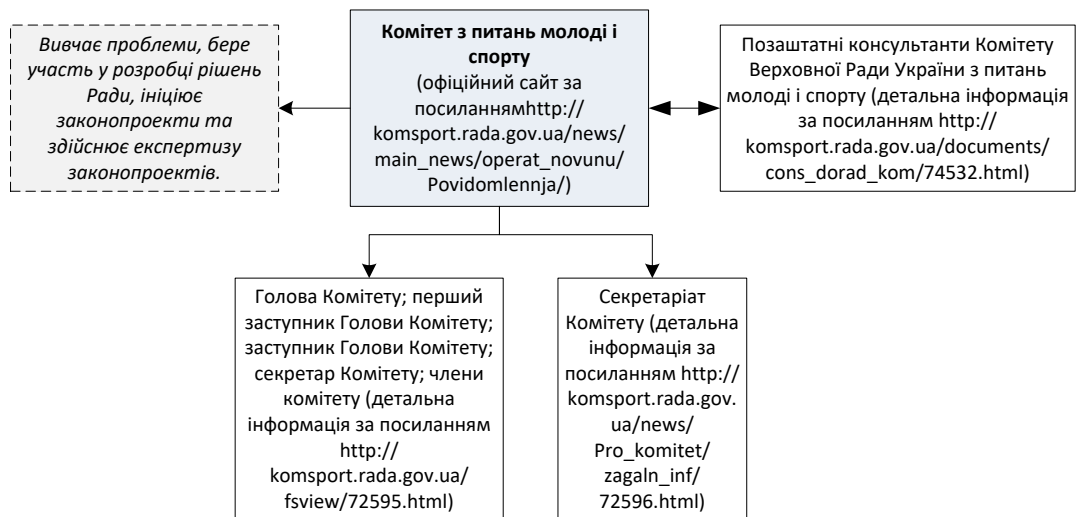 Вивчає проблеми, бере
участь у розробці рішень
Ради, ініціює
законопроекти та
здійснює експертизу
законопроектів.
Комітет з питань молоді і
спорту
(офіційний сайт за
посиланнямhttp://
komsport.rada.gov.ua/news/
main_news/operat_novunu/
Povidomlennja/)
Позаштатні консультанти Комітету
Верховної Ради України з питань
молоді і спорту (детальна інформація
за посиланням http://
komsport.rada.gov.ua/documents/
cons_dorad_kom/74532.html)
Голова Комітету; перший
заступник Голови Комітету;
заступник Голови Комітету;
секретар Комітету; члени
комітету (детальна
інформація за посиланням
http://
komsport.rada.gov.ua/
fsview/72595.html)
Секретаріат
Комітету (детальна
інформація за
посиланням http://
komsport.rada.gov.
ua/news/
Pro_komitet/
zagaln_inf/
72596.html)